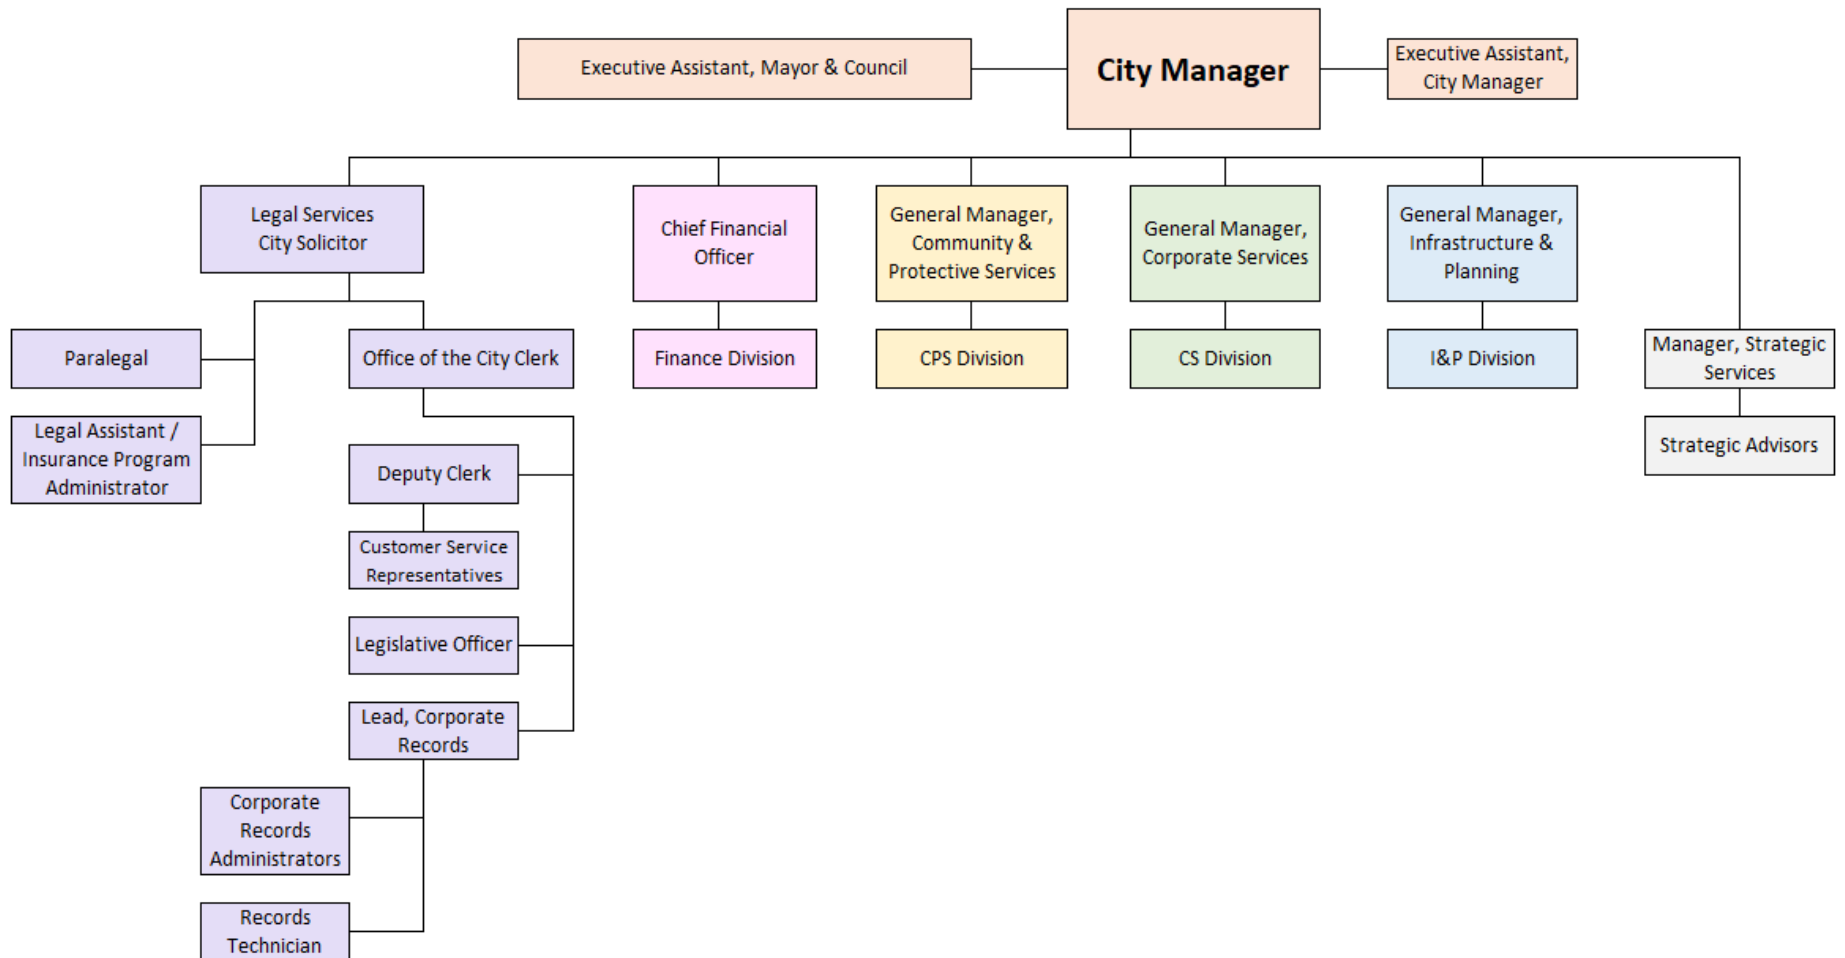 Executive Assistant, Mayor & Council
City Manager
Executive Assistant,
City Manager
Legal Services
City Solicitor
Chief Financial
Officer
General Manager,
Community &
Protective Services
General Manager,
Corporate Services
General Manager,
Infrastructure &
Planning
Paralegal
Office of the City Clerk
Finance Division
CPS Division
CS Division
I&P Division
Manager, Strategic
Services
Legal Assistant /
Insurance Program
Administrator
Strategic Advisors
Deputy Clerk
Customer Service
Representatives
Legislative Officer
Lead, Corporate
Records
Corporate
Records
Administrators
Records
Technician